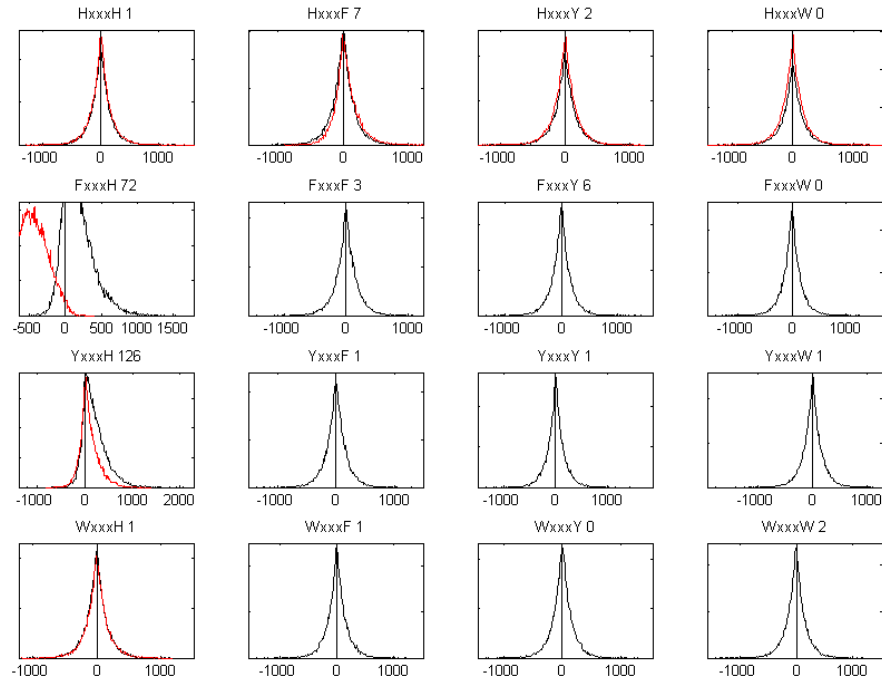 HxxxH 1 HxxxF 7 HxxxY 2 HxxxW 0
-1000 0 1000 -1000 0 1000 -1000 0 1000 -1000 0 1000
FxxxH 72 FxxxF 3 FxxxY 6 FxxxW 0
-500 0 500 1000 1500 -1000 0 1000 -1000 0 1000 -1000 0 1000
YxxxH 126 YxxxF 1 YxxxY 1 YxxxW 1
-1000 0 1000 2000 -1000 0 1000 -1000 0 1000 -1000 0 1000
WxxxH 1 WxxxF 1 WxxxY 0 WxxxW 2
-1000 0 1000 -1000 0 1000 -1000 0 1000 -1000 0 1000